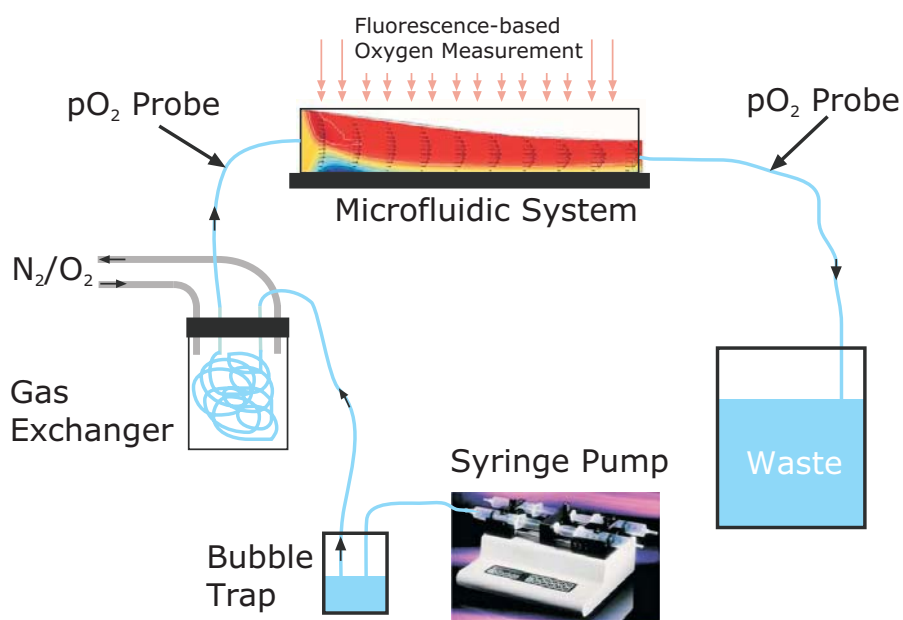 Fluorescence-based
Oxygen Measurement
pO₂ Probe
pO₂ Probe
Microfluidic System
N₂/O₂
Gas
Exchanger
Syringe Pump
Waste
Bubble
Trap